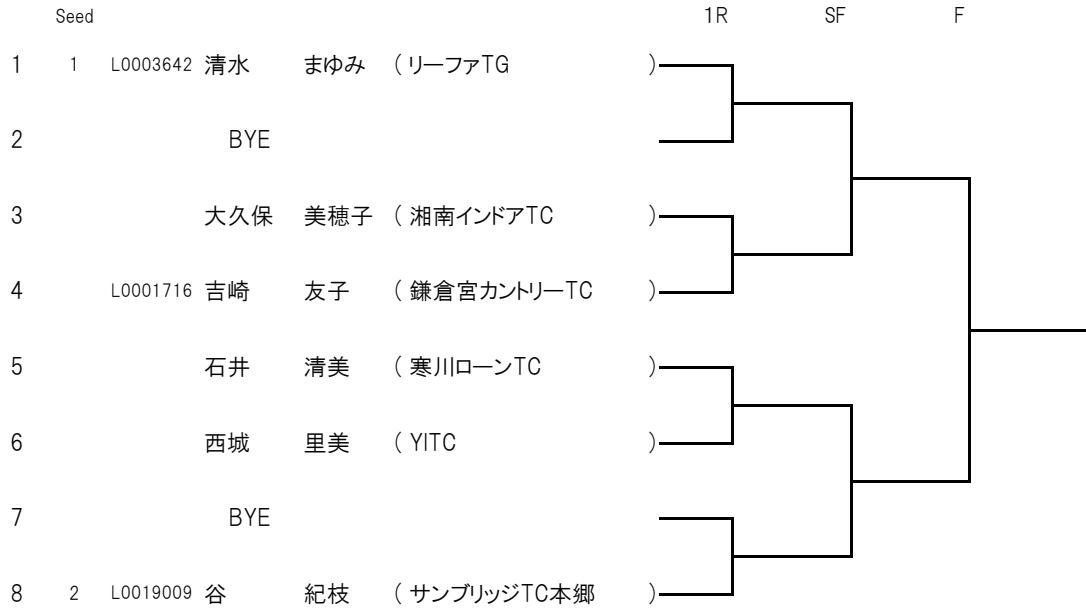 Seed 1R SF F
1 1 L0003642 清水 まゆみ ( リーファTG )
2 BYE
3 大久保 美穂子 ( 湘南インドアTC )
4 L0001716 吉崎 友子 ( 鎌倉宮カントリーTC )
5 石井 清美 ( 寒川ローンTC )
6 西城 里美 ( YITC )
7 BYE
8 2 L0019009 谷 紀枝 ( サンブリッジTC本郷 )